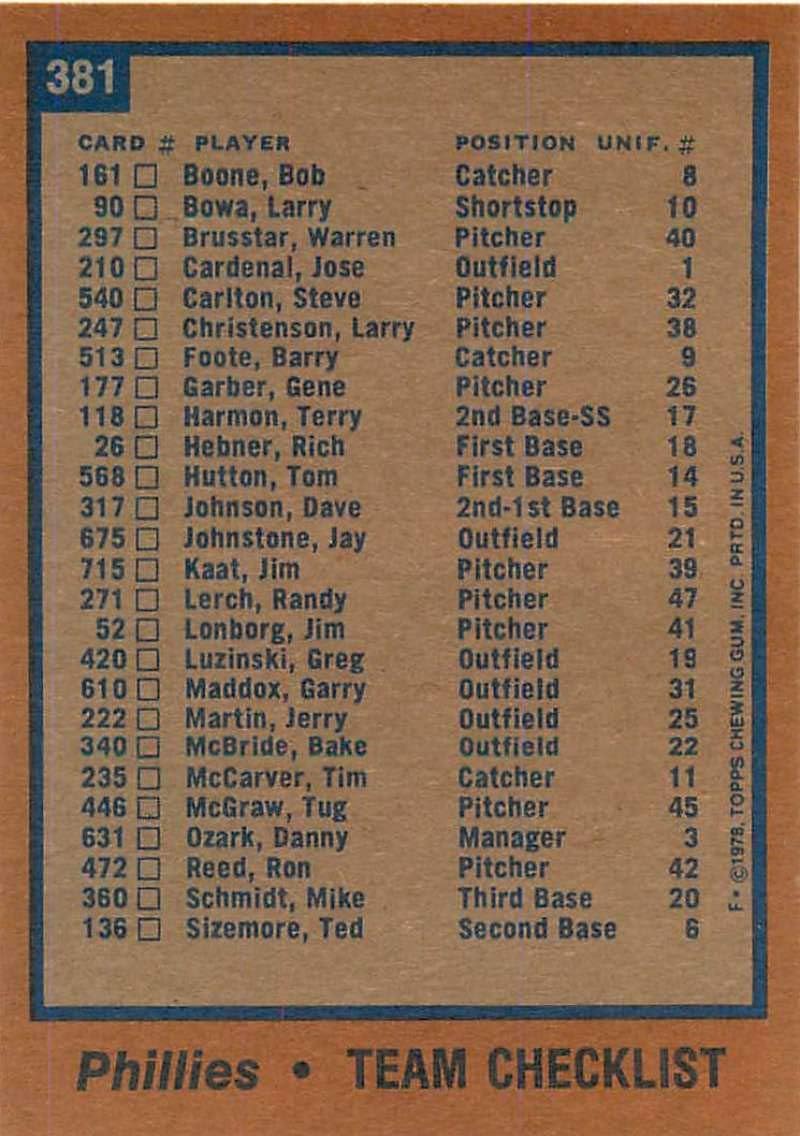 381
CARD # PLAYER POSITION UNIF. #
161 Boone, Bob Catcher 8
90 Bowa, Larry Shortstop 10
297 Brusstar, Warren Pitcher 40
210 Cardenal, Jose Outfield 1
540 Carlton, Steve Pitcher 32
247 Christenson, Larry Pitcher 38
513 Foote, Barry Catcher 9
177 Garber, Gene Pitcher 26
118 Harmon, Terry 2nd Base-SS 17
26 Hebner, Rich First Base 18
568 Hutton, Tom First Base 14
317 Johnson, Dave 2nd-1st Base 15
675 Johnstone, Jay Outfield 21
715 Kaat, Jim Pitcher 39
271 Lerch, Randy Pitcher 47
52 Lonborg, Jim Pitcher 41
420 Luzinski, Greg Outfield 19
610 Maddox, Garry Outfield 31
222 Martin, Jerry Outfield 25
340 McBride, Bake Outfield 22
235 McCarver, Tim Catcher 11
446 McGraw, Tug Pitcher 45
631 Ozark, Danny Manager 3
472 Reed, Ron Pitcher 42
360 Schmidt, Mike Third Base 20
136 Sizemore, Ted Second Base 6
F• ©1978, TOPPS CHEWING GUM, INC. PRTD. IN U.S.A.
Phillies • TEAM CHECKLIST